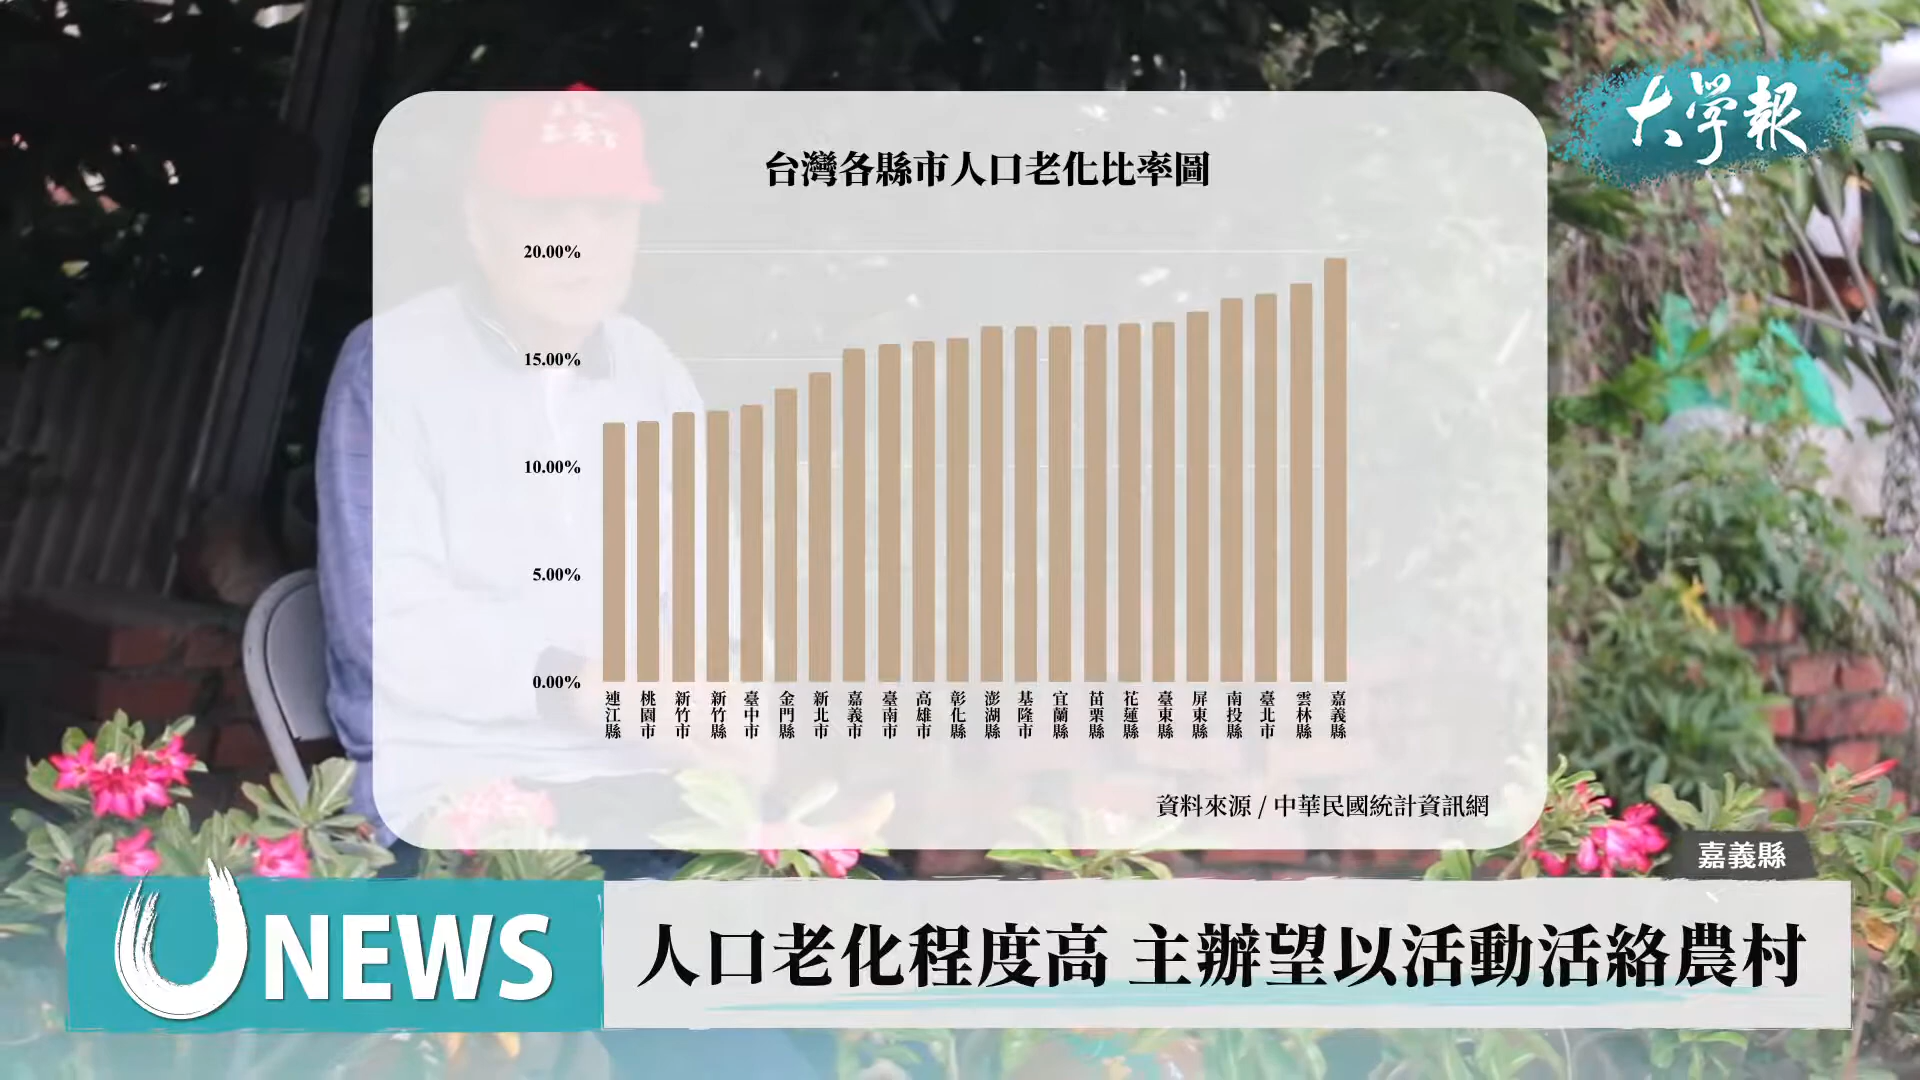 大学報
台灣各縣市人口老化比率圖
20.00%
15.00%
10.00%
5.00%
0.00%
連江縣
桃園市
新竹市
新竹縣
臺中市
金門縣
新北市
嘉義市
臺南市
高雄市
彰化縣
澎湖縣
基隆市
宜蘭縣
苗栗縣
花蓮縣
臺東縣
屏東縣
南投縣
臺北市
雲林縣
嘉義縣
資料來源 / 中華民國統計資訊網
嘉義縣
U NEWS
人口老化程度高 主辦望以活動活絡農村